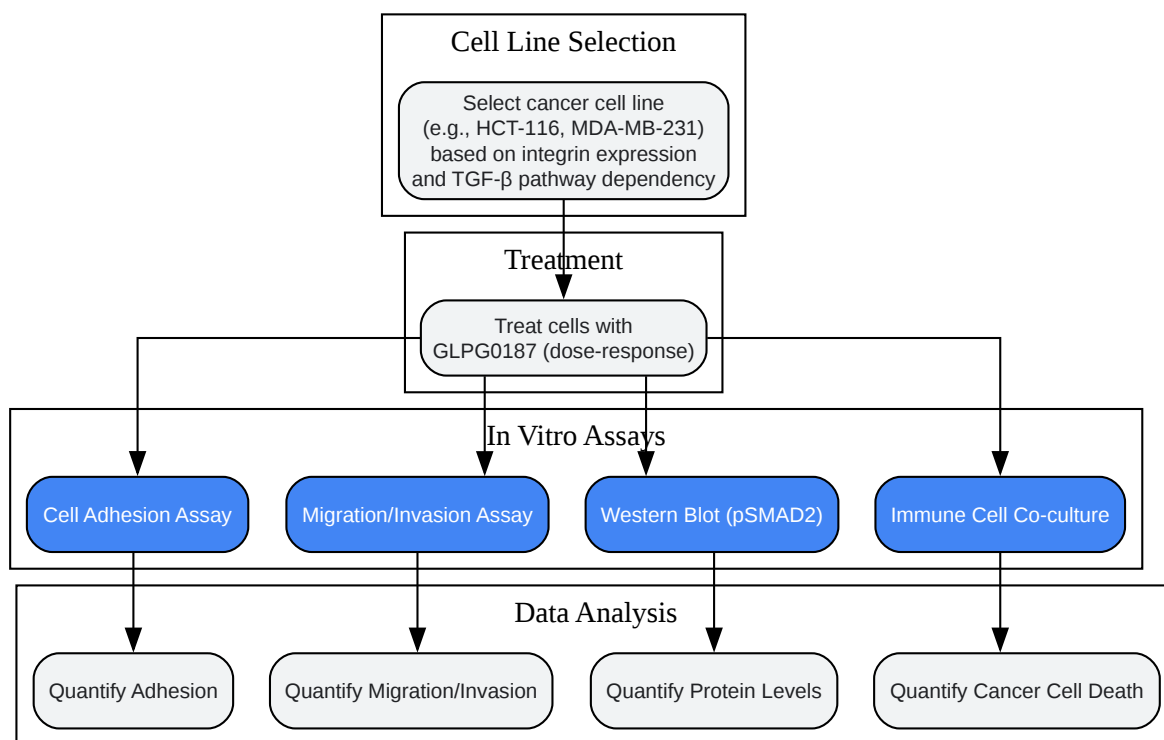 Cell Line Selection
Select cancer cell line
(e.g., HCT-116, MDA-MB-231)
based on integrin expression
and TGF-β pathway dependency
Treatment
Treat cells with
GLPG0187 (dose-response)
In Vitro Assays
Cell Adhesion Assay
Migration/Invasion Assay
Western Blot (pSMAD2)
Immune Cell Co-culture
Data Analysis
Quantify Adhesion
Quantify Migration/Invasion
Quantify Protein Levels
Quantify Cancer Cell Death